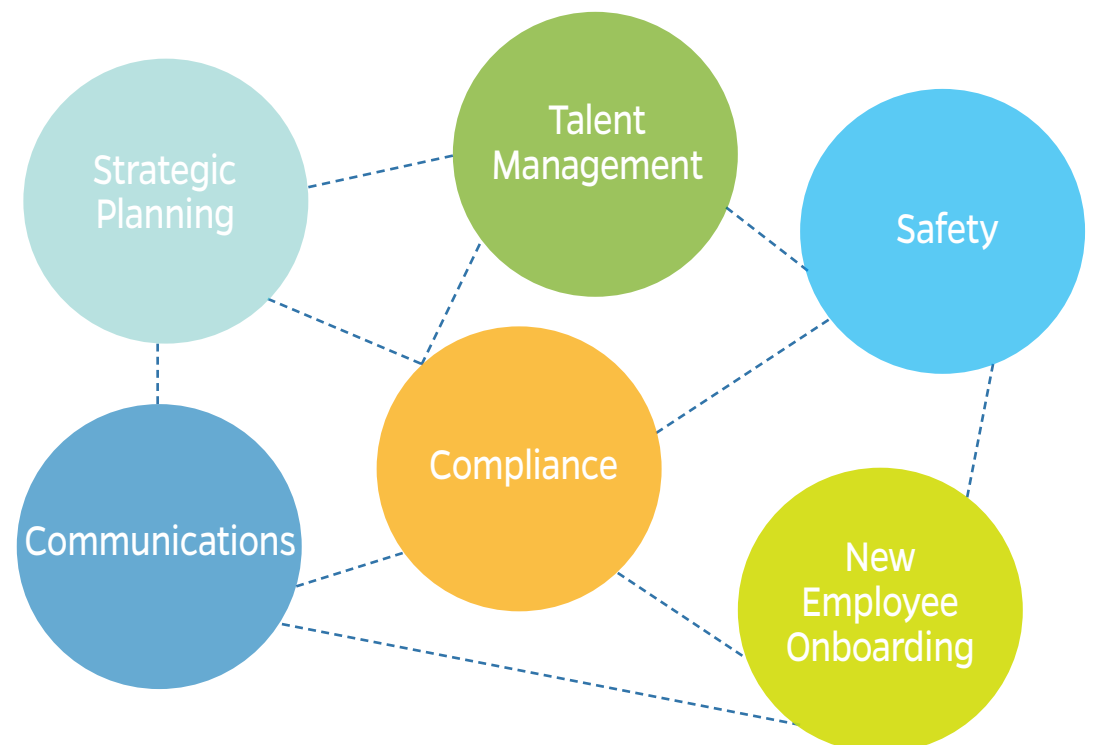 Strategic
Planning
Talent
Management
Safety
Communications
Compliance
New
Employee
Onboarding